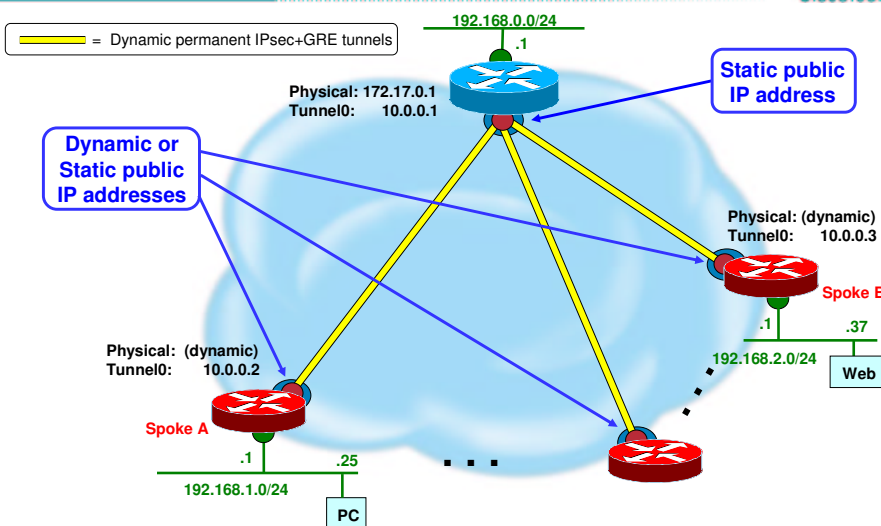 192.168.0.0/24
= Dynamic permanent IPsec+GRE tunnels
.1
Physical: 172.17.0.1
Tunnel0: 10.0.0.1
Static public
IP address
Dynamic or
Static public
IP addresses
Physical: (dynamic)
Tunnel0: 10.0.0.3
Spoke B
.1
.37
192.168.2.0/24
Web
Physical: (dynamic)
Tunnel0: 10.0.0.2
Spoke A
.1
.25
. . .
192.168.1.0/24
PC